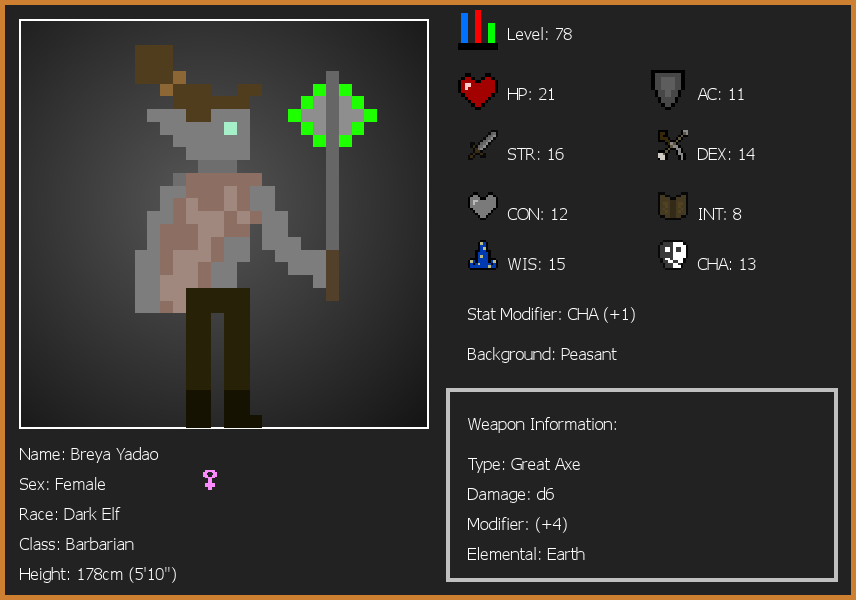 Level: 78
HP: 21
AC: 11
STR: 16
DEX: 14
CON: 12
INT: 8
WIS: 15
CHA: 13
Stat Modifier: CHA (+1)
Background: Peasant
Weapon Information:
Type: Great Axe
Damage: d6
Modifier: (+4)
Elemental: Earth
Name: Breya Yadao
Sex: Female
Race: Dark Elf
Class: Barbarian
Height: 178cm (5'10")